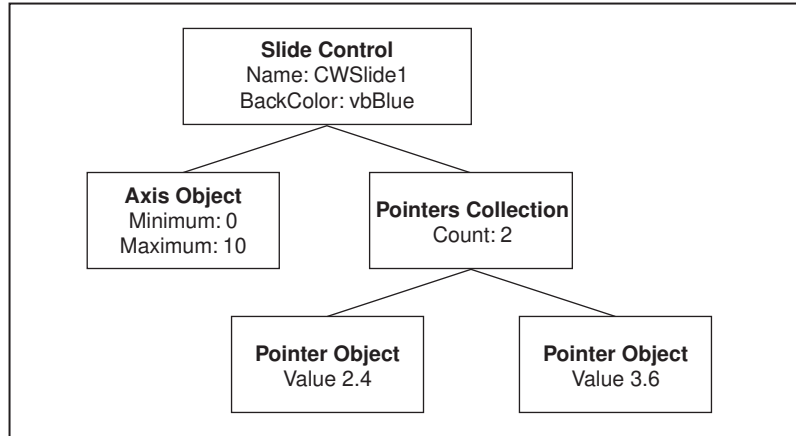 Slide Control
Name: CWSlide1
BackColor: vbBlue
Axis Object
Minimum: 0
Maximum: 10
Pointers Collection
Count: 2
Pointer Object
Value 2.4
Pointer Object
Value 3.6